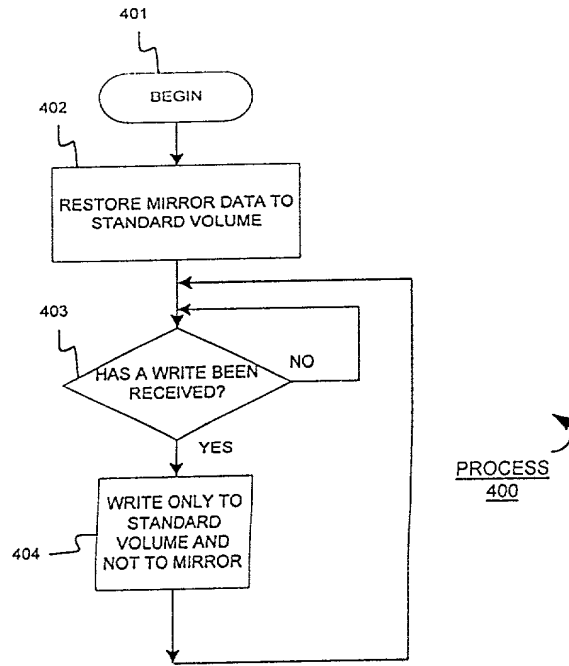 401
BEGIN
402
RESTORE MIRROR DATA TO
STANDARD VOLUME
403
HAS A WRITE BEEN
RECEIVED?
NO
YES
WRITE ONLY TO
STANDARD
VOLUME AND
NOT TO MIRROR
404
PROCESS
400